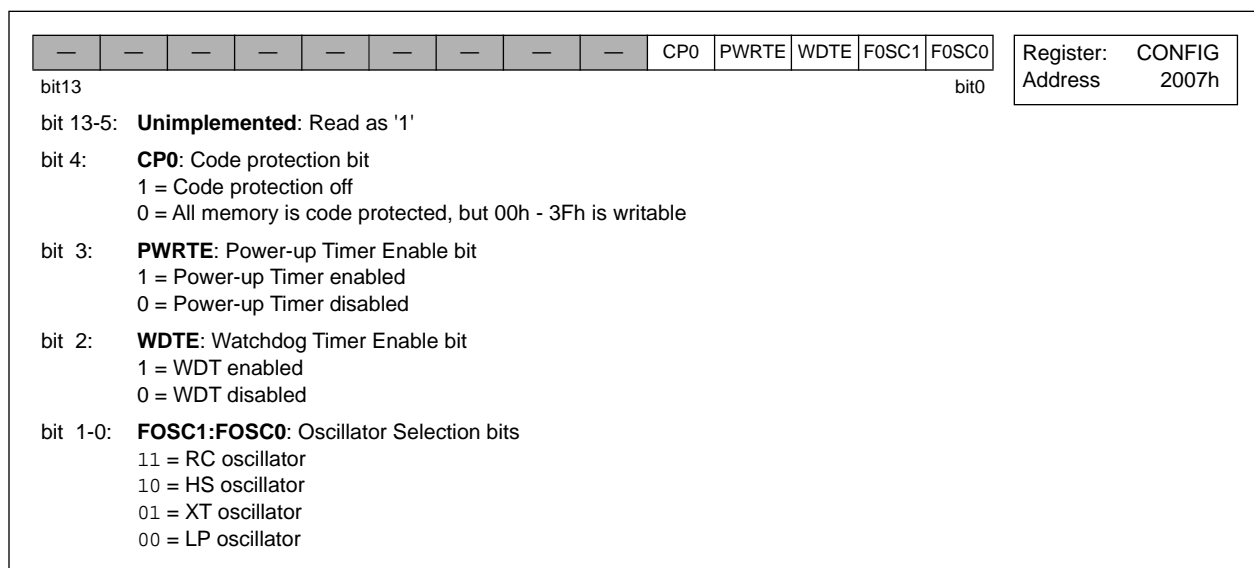 — — — — — — — — — CP0 PWRTE WDTE F0SC1 F0SC0
bit13 bit0
Register: CONFIG
Address 2007h
bit 13-5: Unimplemented: Read as '1'
bit 4: CP0: Code protection bit
1 = Code protection off
0 = All memory is code protected, but 00h - 3Fh is writable
bit 3: PWRTE: Power-up Timer Enable bit
1 = Power-up Timer enabled
0 = Power-up Timer disabled
bit 2: WDTE: Watchdog Timer Enable bit
1 = WDT enabled
0 = WDT disabled
bit 1-0: FOSC1:FOSC0: Oscillator Selection bits
11 = RC oscillator
10 = HS oscillator
01 = XT oscillator
00 = LP oscillator